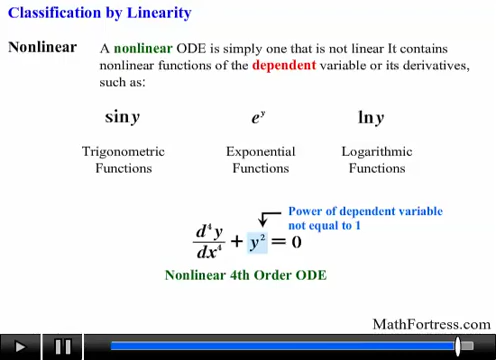 Classification by Linearity
Nonlinear
A nonlinear ODE is simply one that is not linear It contains
nonlinear functions of the dependent variable or its derivatives,
such as:
sin y e^y ln y
Trigonometric Exponential Logarithmic
Functions Functions Functions
Power of dependent variable
not equal to 1
d⁴y/dx⁴ + y² = 0
Nonlinear 4th Order ODE
MathFortress.com